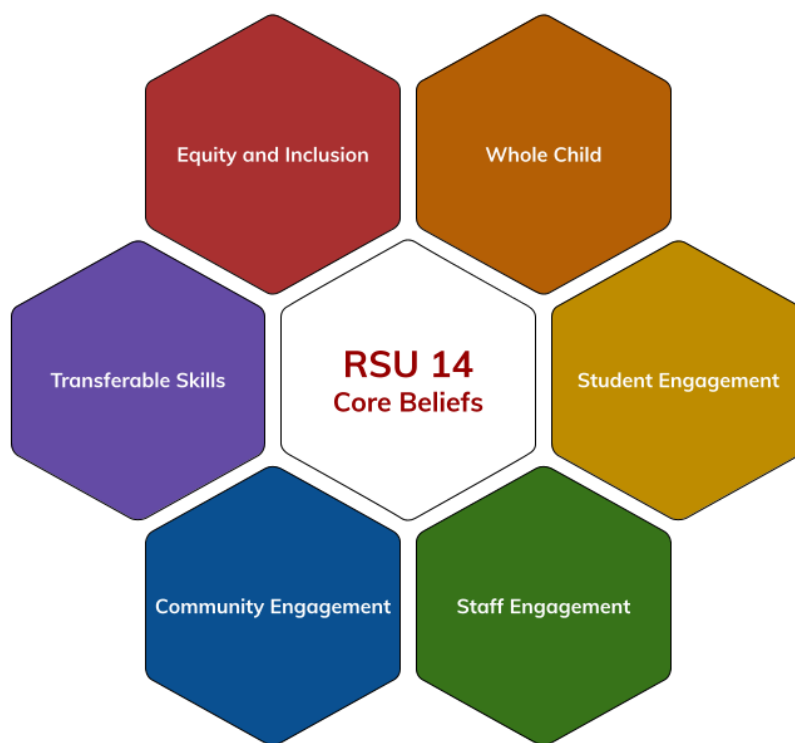 Equity and Inclusion
Whole Child
Transferable Skills
RSU 14
Core Beliefs
Student Engagement
Community Engagement
Staff Engagement